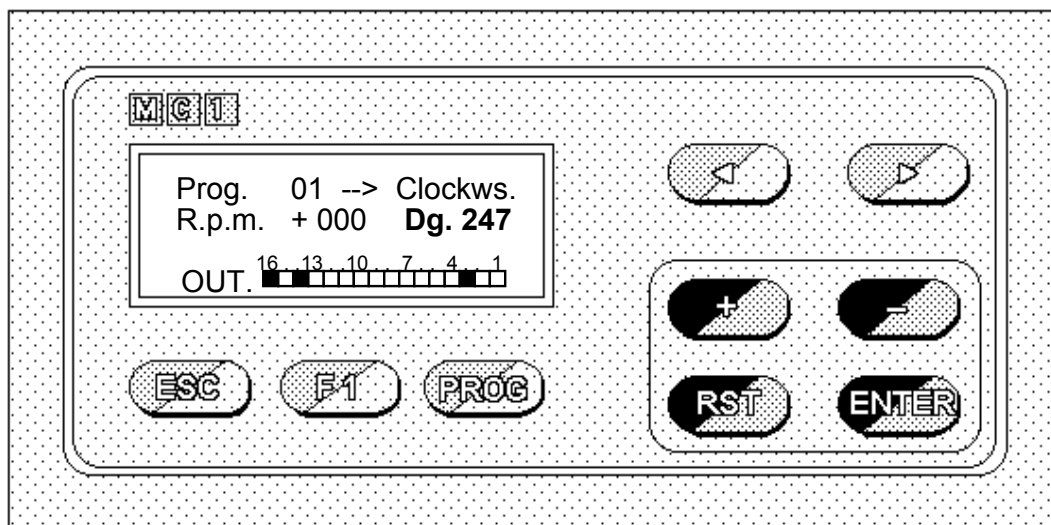 MC1
Prog. 01 --> Clockws.
R.p.m. + 000 Dg. 247
16 . . 13 . . 10 . . 7 . . 4 . . 1
OUT.
+ -
ESC F1 PROG RST ENTER